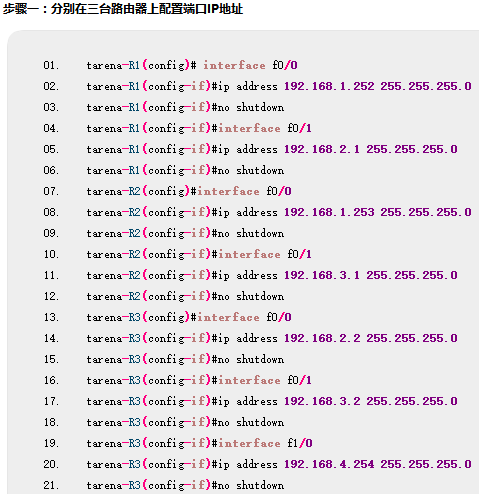 步骤一：分别在三台路由器上配置端口IP地址
01. tarena-R1(config)# interface f0/0
02. tarena-R1(config-if)#ip address 192.168.1.252 255.255.255.0
03. tarena-R1(config-if)#no shutdown
04. tarena-R1(config-if)#interface f0/1
05. tarena-R1(config-if)#ip address 192.168.2.1 255.255.255.0
06. tarena-R1(config-if)#no shutdown
07. tarena-R2(config)#interface f0/0
08. tarena-R2(config-if)#ip address 192.168.1.253 255.255.255.0
09. tarena-R2(config-if)#no shutdown
10. tarena-R2(config-if)#interface f0/1
11. tarena-R2(config-if)#ip address 192.168.3.1 255.255.255.0
12. tarena-R2(config-if)#no shutdown
13. tarena-R3(config)#interface f0/0
14. tarena-R3(config-if)#ip address 192.168.2.2 255.255.255.0
15. tarena-R3(config-if)#no shutdown
16. tarena-R3(config-if)#interface f0/1
17. tarena-R3(config-if)#ip address 192.168.3.2 255.255.255.0
18. tarena-R3(config-if)#no shutdown
19. tarena-R3(config-if)#interface f1/0
20. tarena-R3(config-if)#ip address 192.168.4.254 255.255.255.0
21. tarena-R3(config-if)#no shutdown